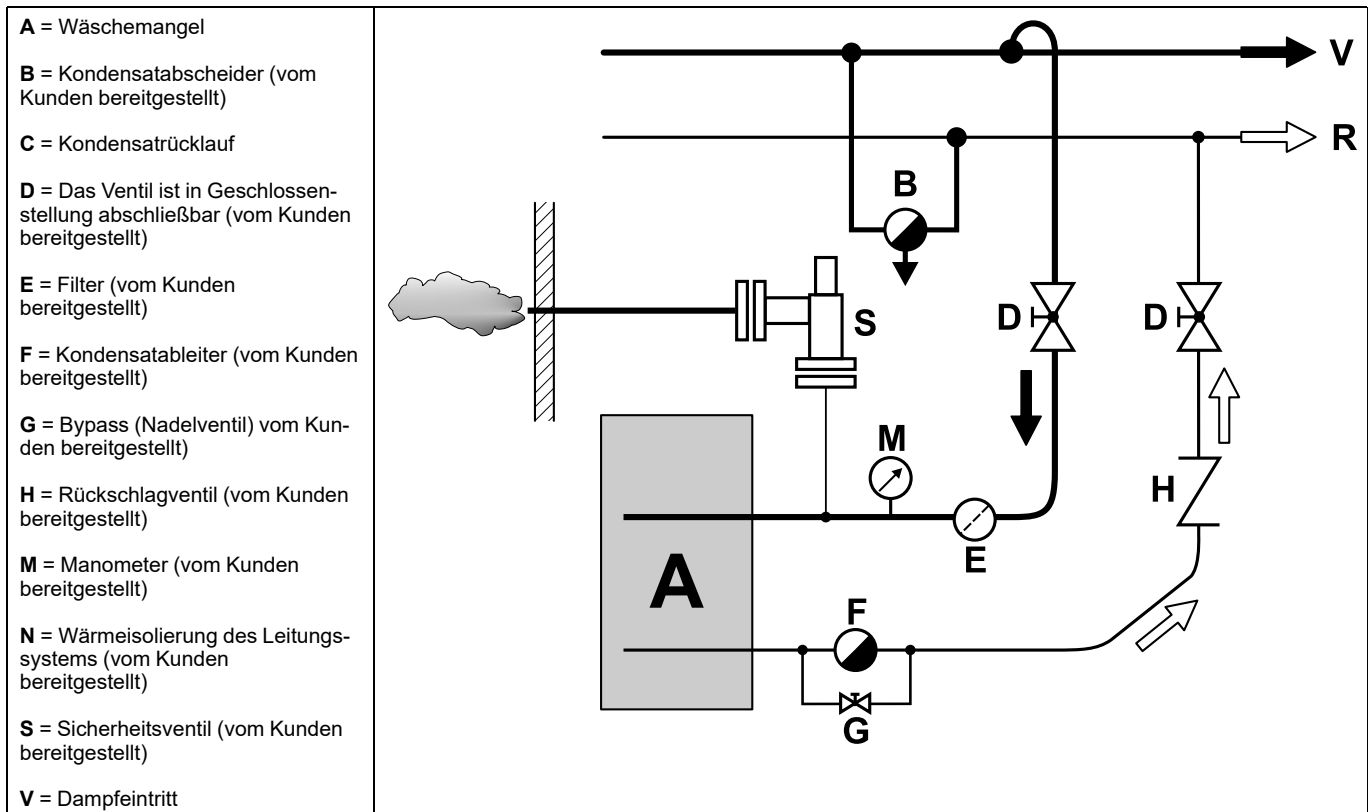 A = Wäschemangel
B = Kondensatabscheider (vom
Kunden bereitgestellt)
C = Kondensatrücklauf
D = Das Ventil ist in Geschlossen-
stellung abschließbar (vom Kunden
bereitgestellt)
E = Filter (vom Kunden
bereitgestellt)
F = Kondensatableiter (vom Kunden
bereitgestellt)
G = Bypass (Nadelventil) vom Kun-
den bereitgestellt)
H = Rückschlagventil (vom Kunden
bereitgestellt)
M = Manometer (vom Kunden
bereitgestellt)
N = Wärmeisolierung des Leitungs-
systems (vom Kunden
bereitgestellt)
S = Sicherheitsventil (vom Kunden
bereitgestellt)
V = Dampfeintritt
V
R
B
S
D
D
M
H
E
A
F
G